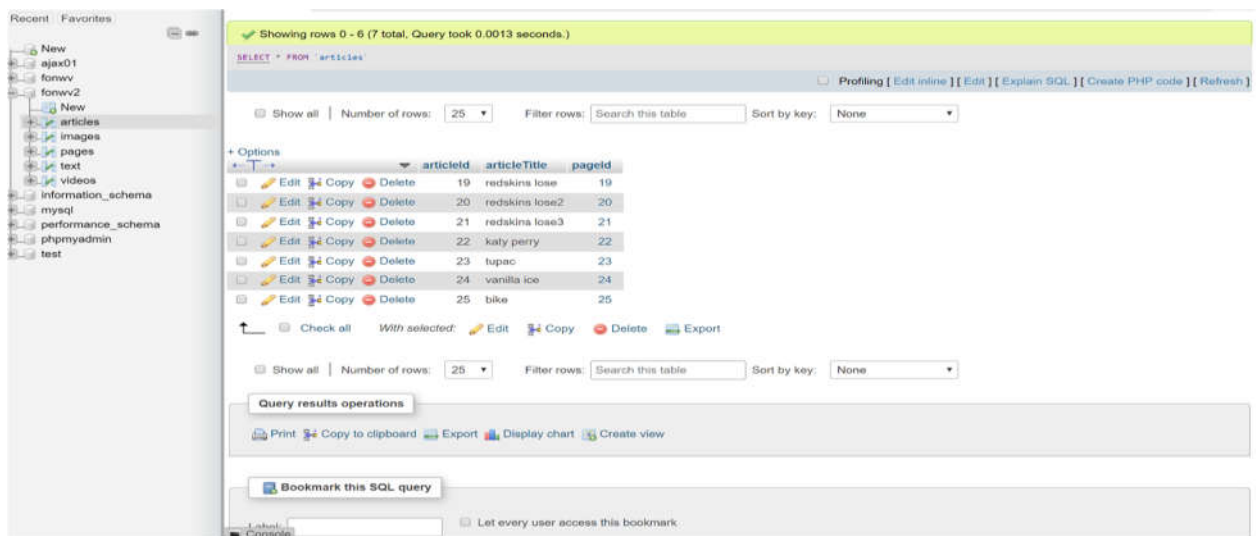 Recent Favorites
New
ajax01
fonwv
fonwv2
New
articles
images
pages
text
videos
information_schema
mysql
performance_schema
phpmyadmin
test
Showing rows 0 - 6 (7 total, Query took 0.0013 seconds.)
SELECT * FROM `articles`
Profiling [ Edit inline ] [ Edit ] [ Explain SQL ] [ Create PHP code ] [ Refresh ]
Show all | Number of rows: 25 Filter rows: Search this table Sort by key: None
+ Options
articleId articleTitle pageId
Edit Copy Delete 19 redskins lose 19
Edit Copy Delete 20 redskins lose2 20
Edit Copy Delete 21 redskins lose3 21
Edit Copy Delete 22 katy perry 22
Edit Copy Delete 23 tupac 23
Edit Copy Delete 24 vanilla ice 24
Edit Copy Delete 25 bike 25
Check all With selected: Edit Copy Delete Export
Show all | Number of rows: 25 Filter rows: Search this table Sort by key: None
Query results operations
Print Copy to clipboard Export Display chart Create view
Bookmark this SQL query
Label: Let every user access this bookmark
Console